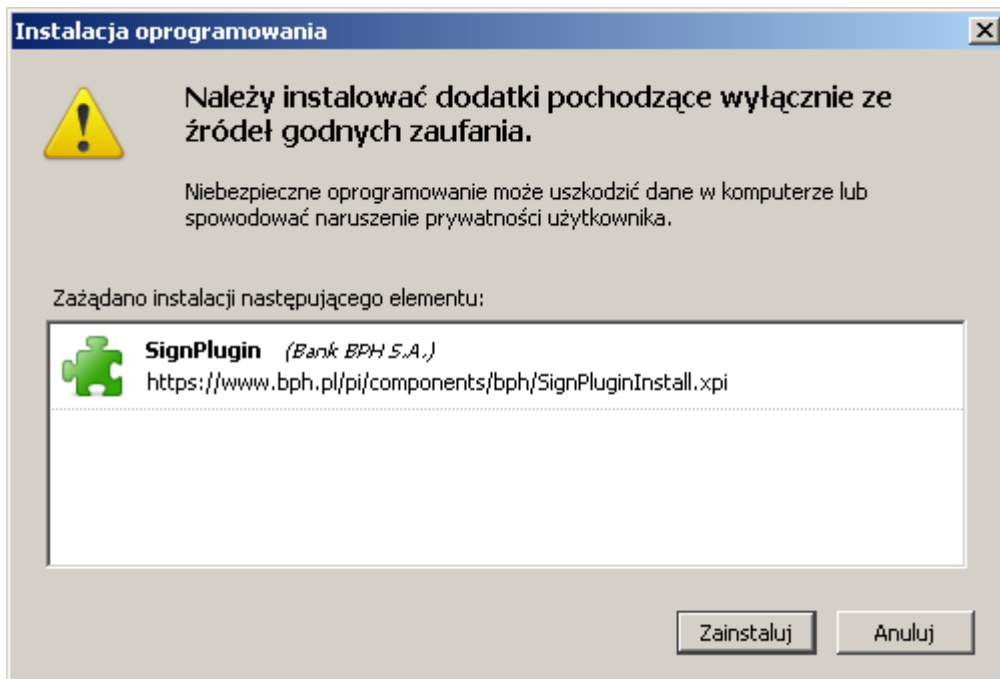 Instalacja oprogramowania
Należy instalować dodatki pochodzące wyłącznie ze
źródeł godnych zaufania.
Niebezpieczne oprogramowanie może uszkodzić dane w komputerze lub
spowodować naruszenie prywatności użytkownika.
Zażądano instalacji następującego elementu:
SignPlugin (Bank BPH S.A.)
https://www.bph.pl/pi/components/bph/SignPluginInstall.xpi
Zainstaluj Anuluj